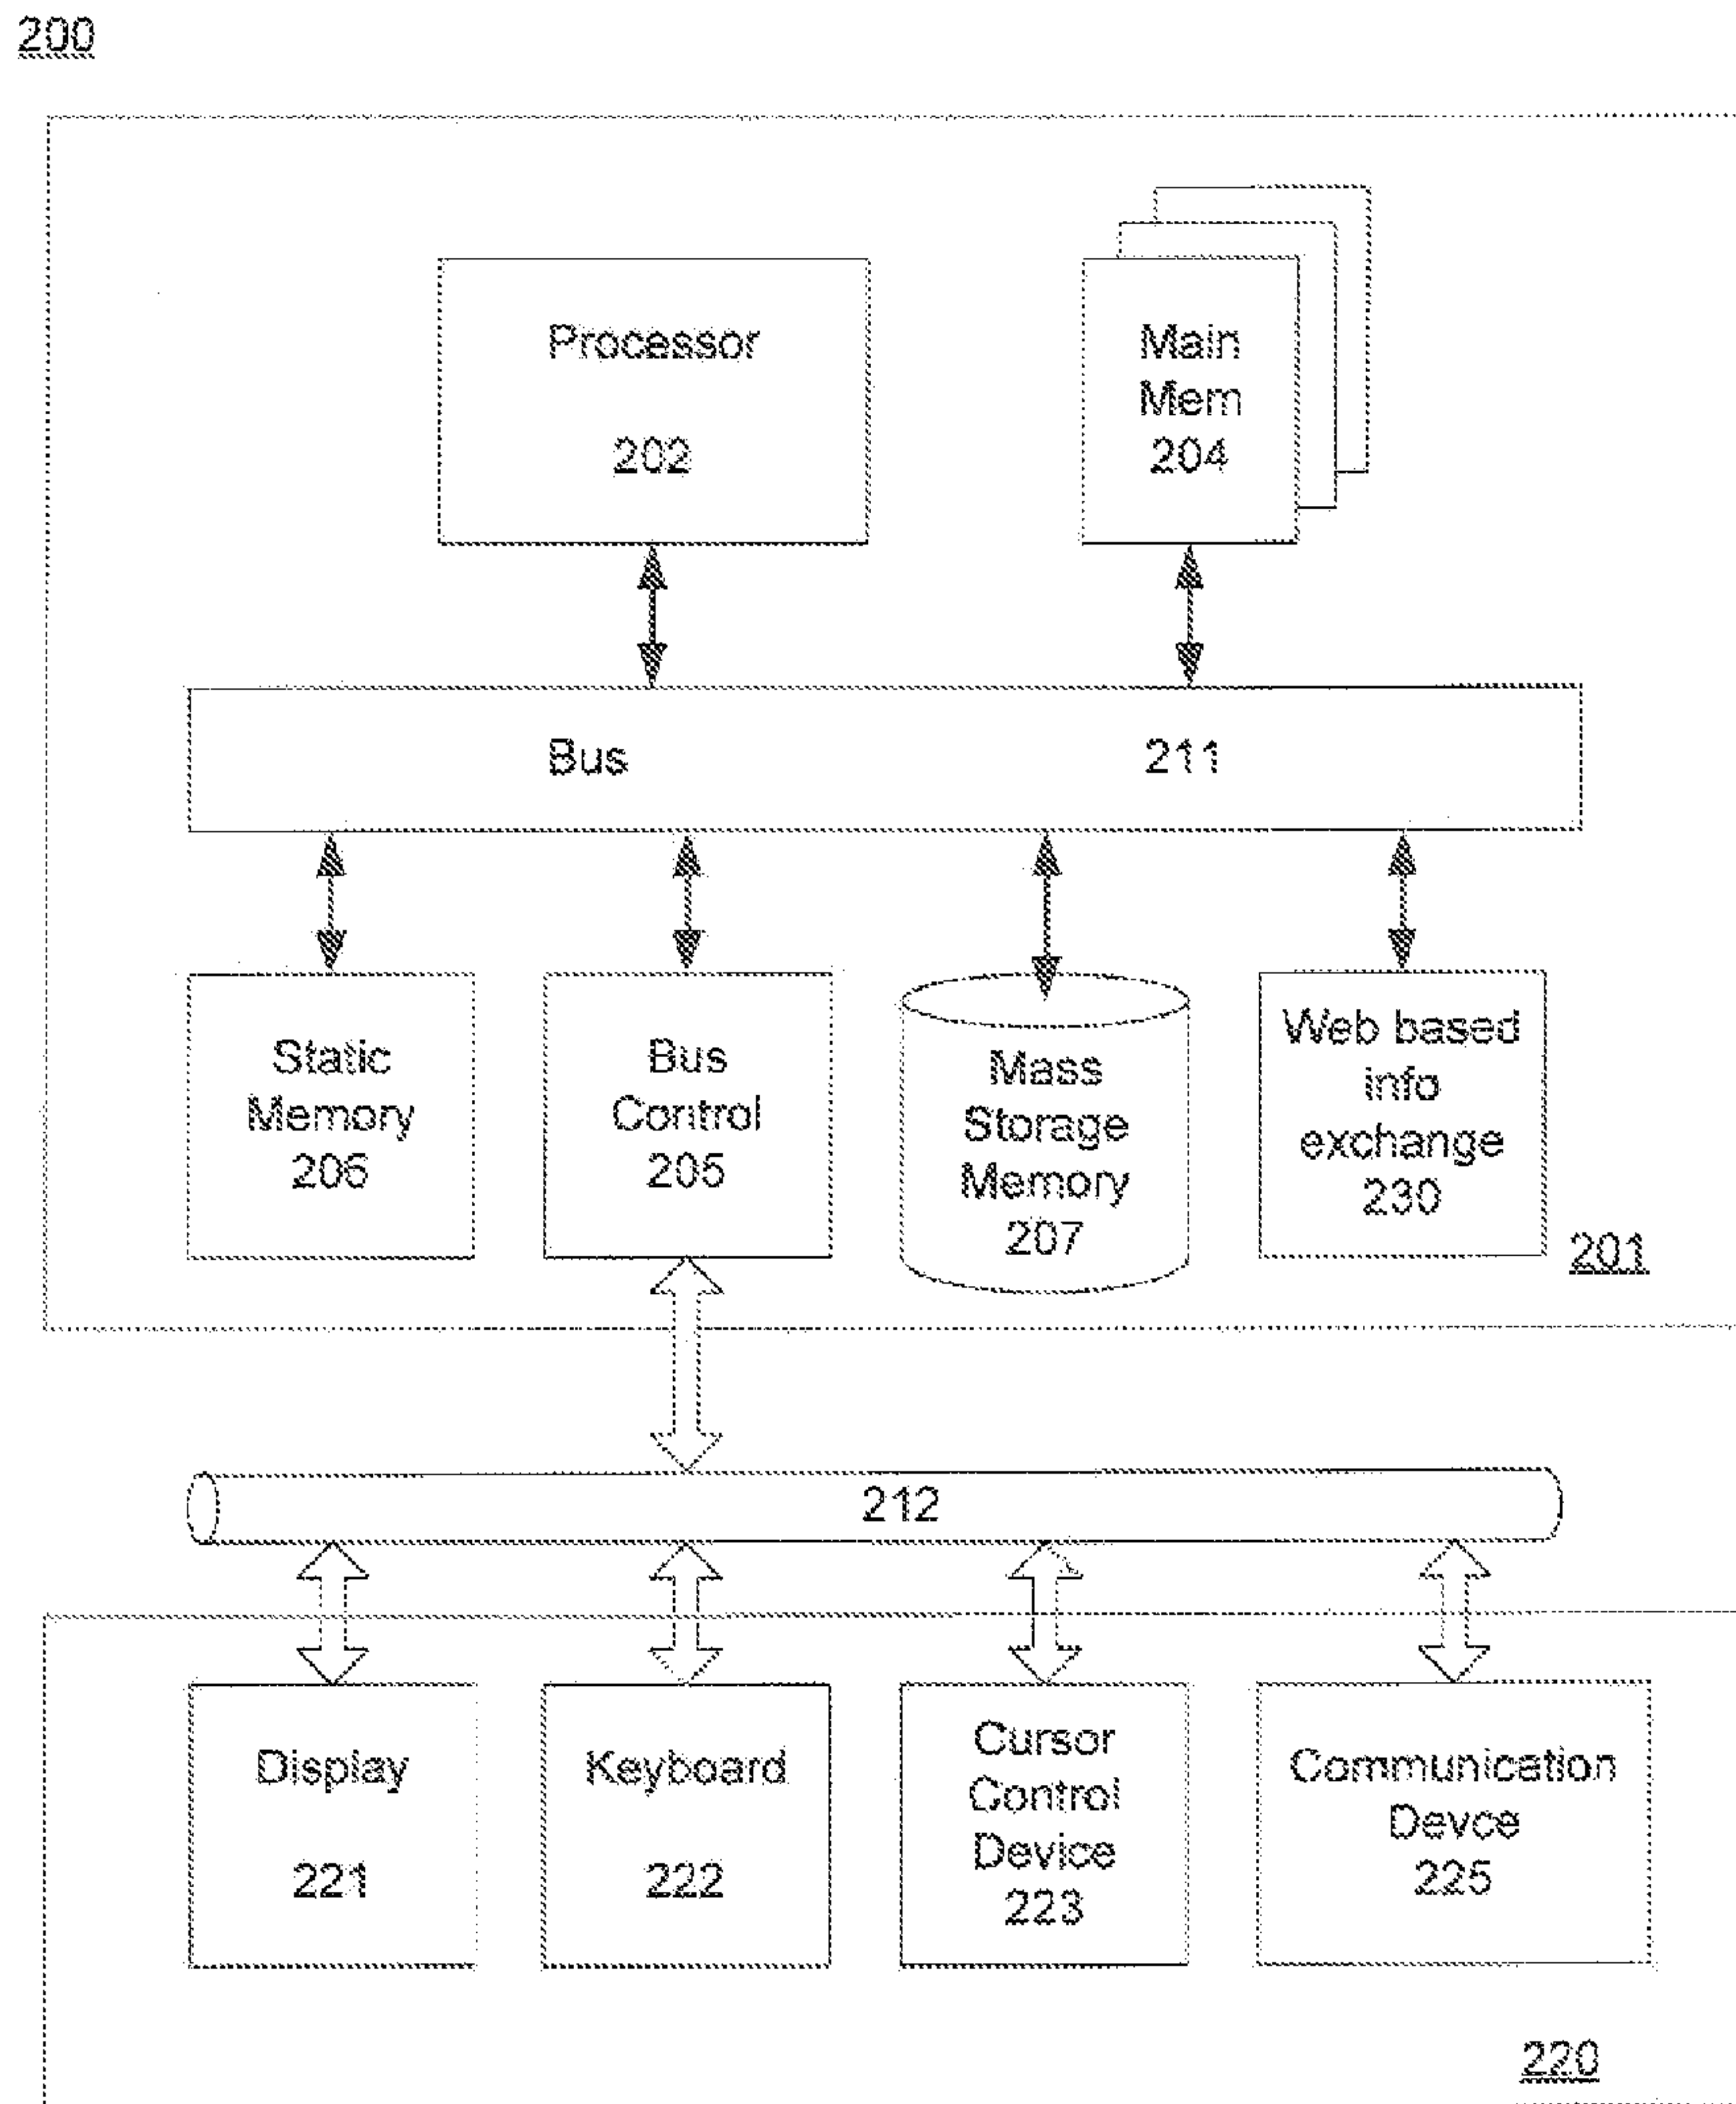 200
Processor
202
Main
Mem
204
Bus 211
Static
Memory
206
Bus
Control
205
Mass
Storage
Memory
207
Web based
info
exchange
230
201
212
Display
221
Keyboard
222
Cursor
Control
Device
223
Communication
Devce
225
220